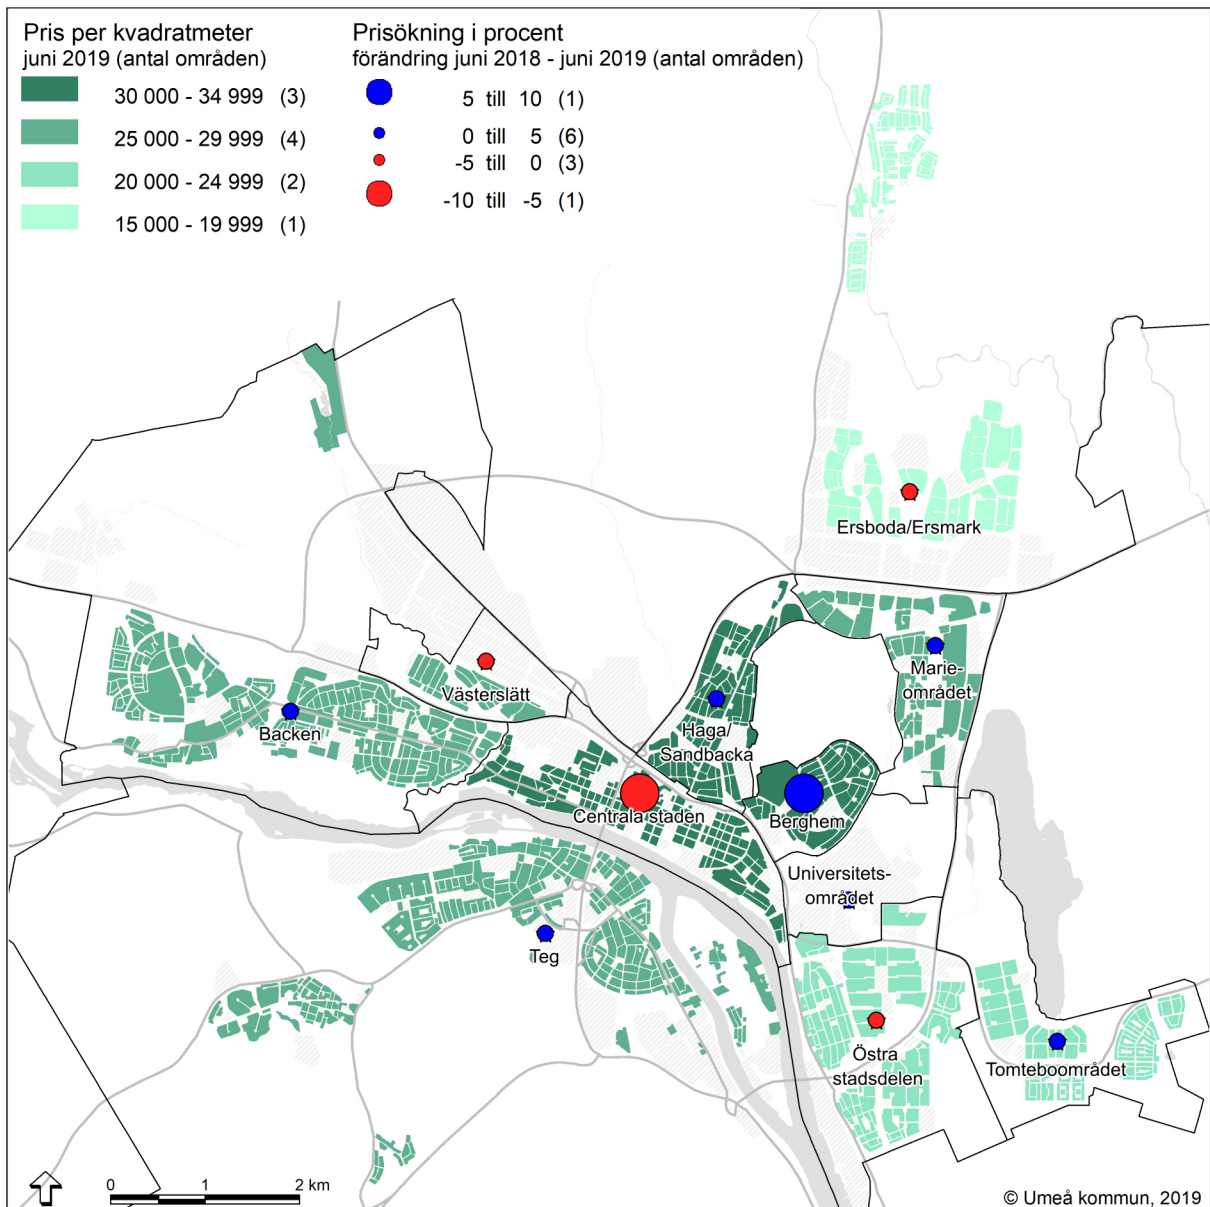 Pris per kvadratmeter
juni 2019 (antal områden)
30 000 - 34 999 (3)
25 000 - 29 999 (4)
20 000 - 24 999 (2)
15 000 - 19 999 (1)
Prisökning i procent
förändring juni 2018 - juni 2019 (antal områden)
5 till 10 (1)
0 till 5 (6)
-5 till 0 (3)
-10 till -5 (1)
Ersboda/Ersmark
Marie-
området
Västerslätt
Backen
Haga/
Sandbacka
Centrala staden
Berghem
Universitets-
området
Teg
Östra
stadsdelen
Tomteboområdet
0 1 2 km
© Umeå kommun, 2019